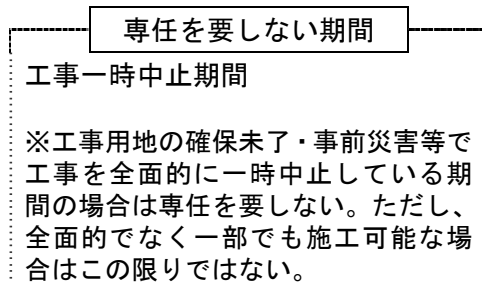 専任を要しない期間
工事一時中止期間
※工事用地の確保未了・事前災害等で
工事を全面的に一時中止している期
間の場合は専任を要しない。ただし、
全面的でなく一部でも施工可能な場
合はこの限りではない。